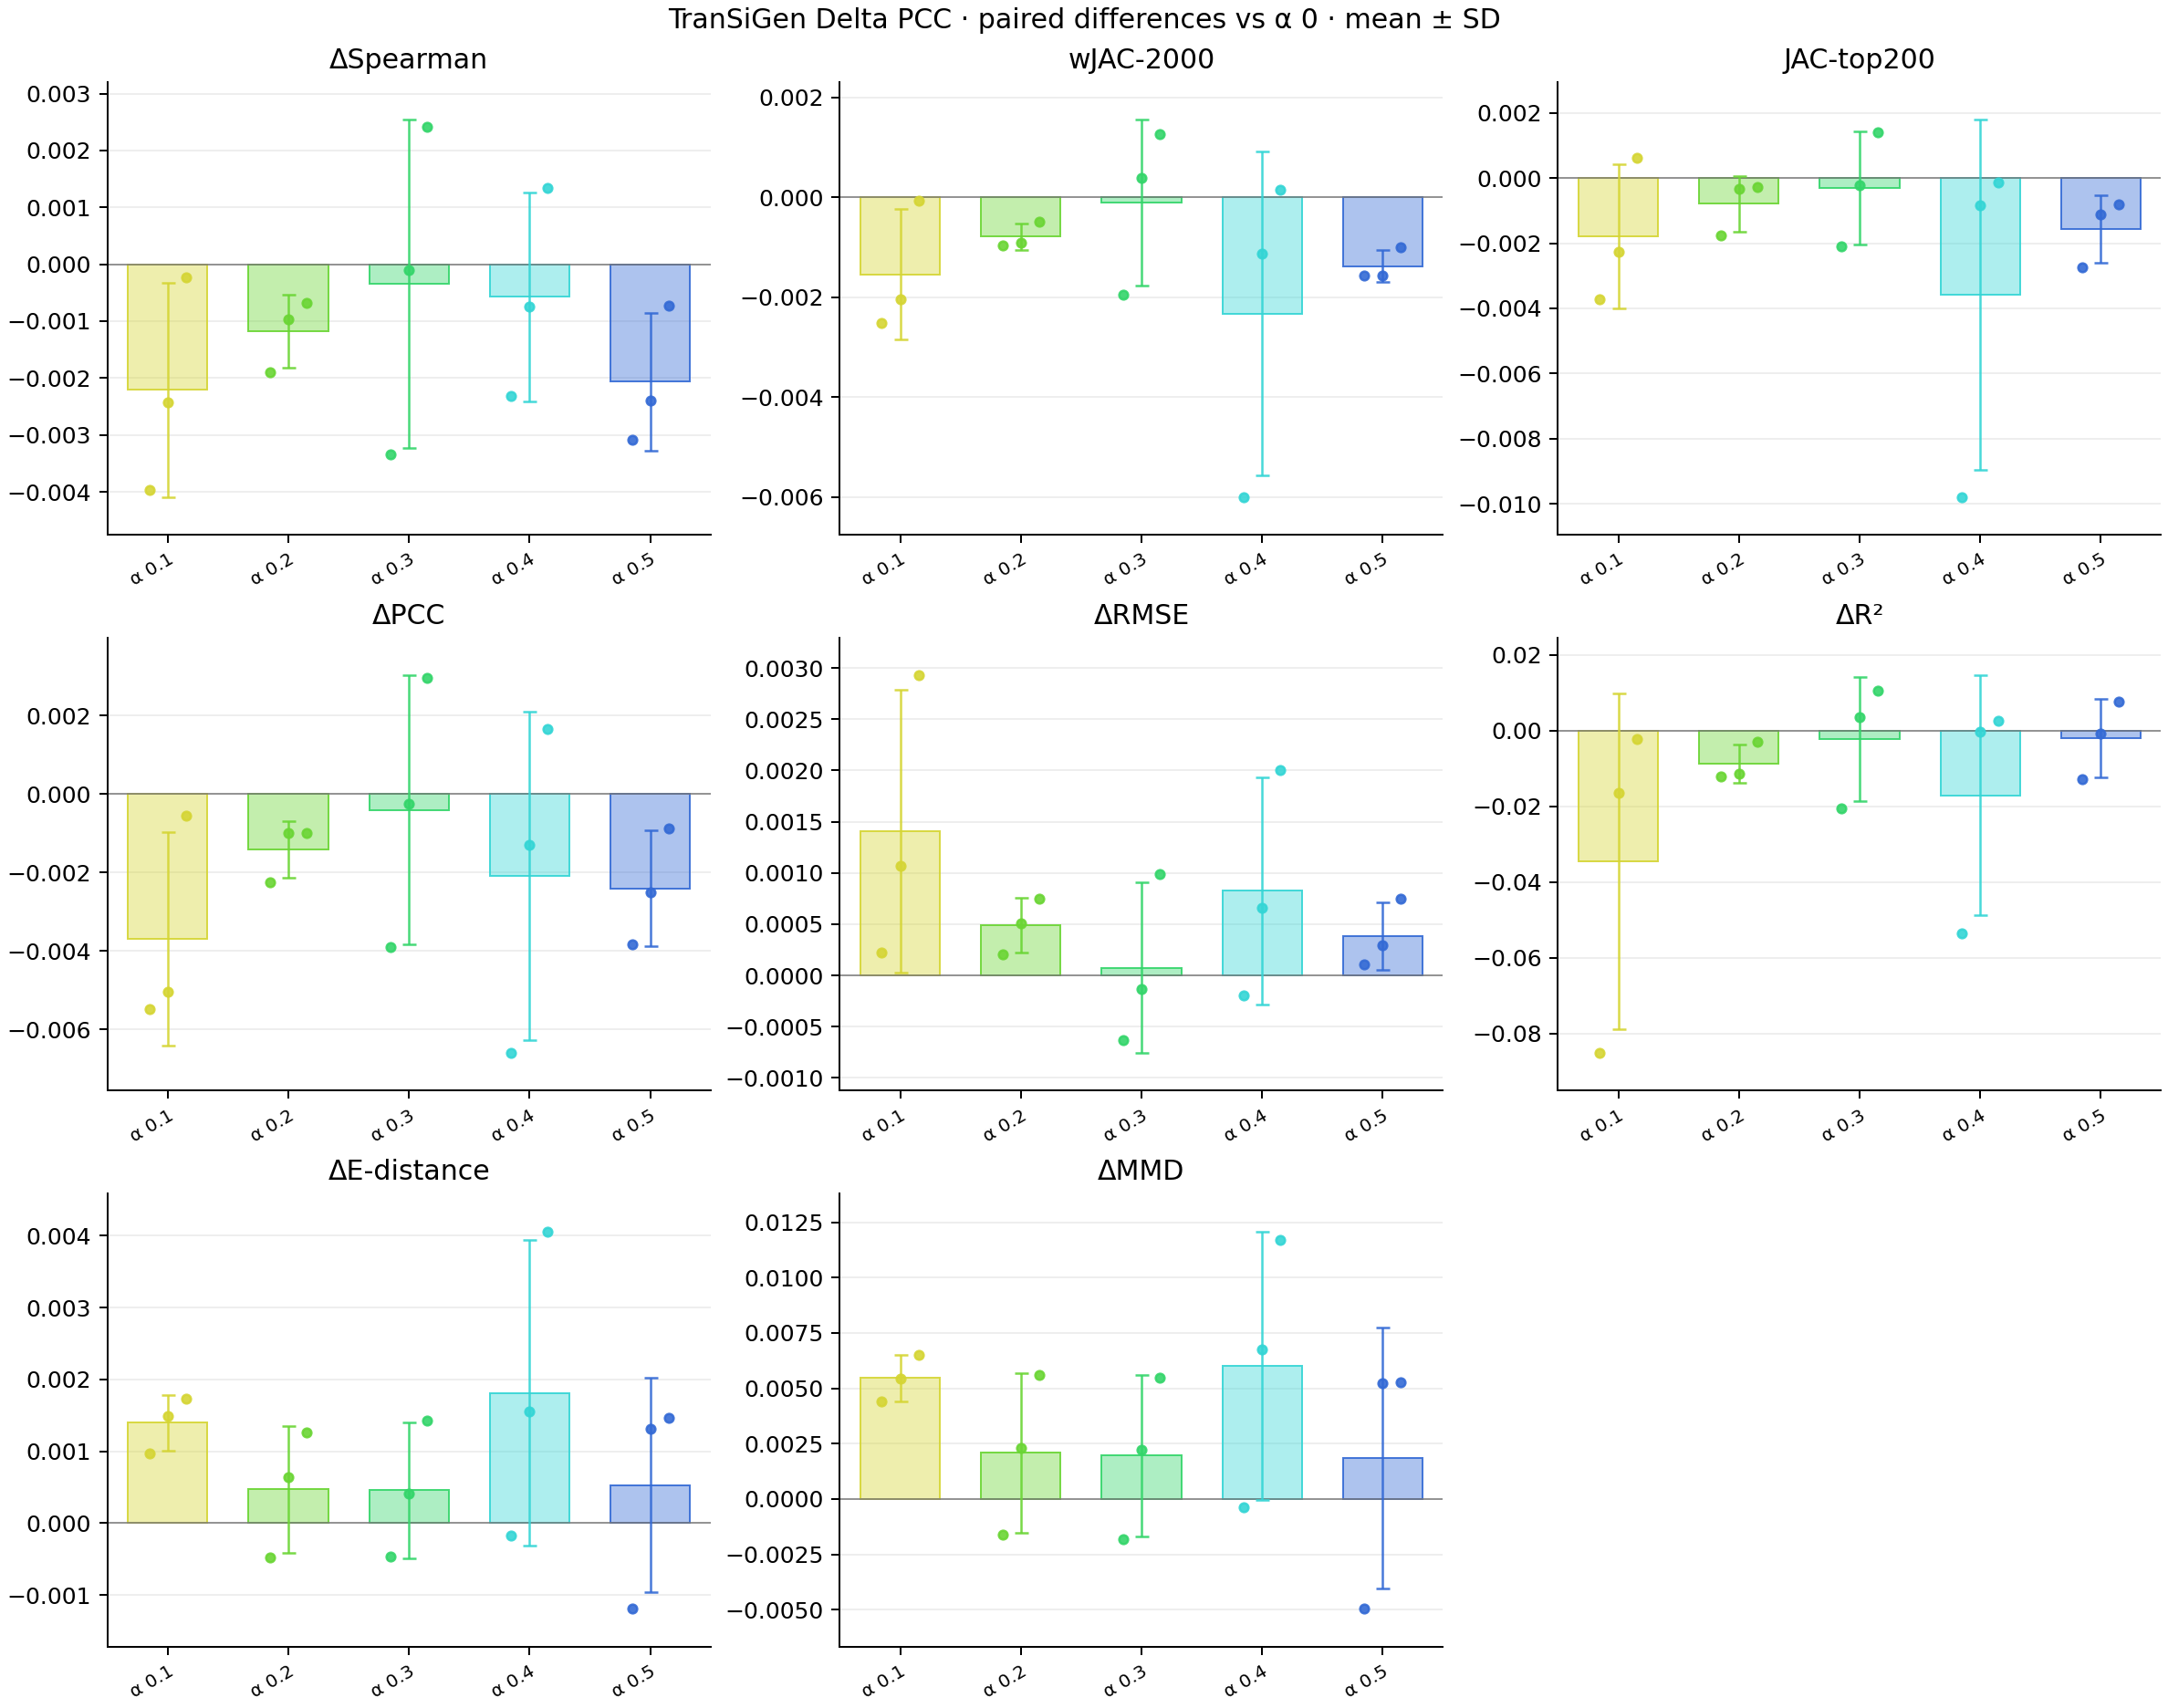 TranSiGen Delta PCC · paired differences vs α 0 · mean ± SD
ΔSpearman
0.003
0.002
0.001
0.000
−0.001
−0.002
−0.003
−0.004
α 0.1
α 0.2
α 0.3
α 0.4
α 0.5
wJAC-2000
0.002
0.000
−0.002
−0.004
−0.006
α 0.1
α 0.2
α 0.3
α 0.4
α 0.5
JAC-top200
0.002
0.000
−0.002
−0.004
−0.006
−0.008
−0.010
α 0.1
α 0.2
α 0.3
α 0.4
α 0.5
ΔPCC
0.002
0.000
−0.002
−0.004
−0.006
α 0.1
α 0.2
α 0.3
α 0.4
α 0.5
ΔRMSE
0.0030
0.0025
0.0020
0.0015
0.0010
0.0005
0.0000
−0.0005
−0.0010
α 0.1
α 0.2
α 0.3
α 0.4
α 0.5
ΔR²
0.02
0.00
−0.02
−0.04
−0.06
−0.08
α 0.1
α 0.2
α 0.3
α 0.4
α 0.5
ΔE-distance
0.004
0.003
0.002
0.001
0.000
−0.001
α 0.1
α 0.2
α 0.3
α 0.4
α 0.5
ΔMMD
0.0125
0.0100
0.0075
0.0050
0.0025
0.0000
−0.0025
−0.0050
α 0.1
α 0.2
α 0.3
α 0.4
α 0.5